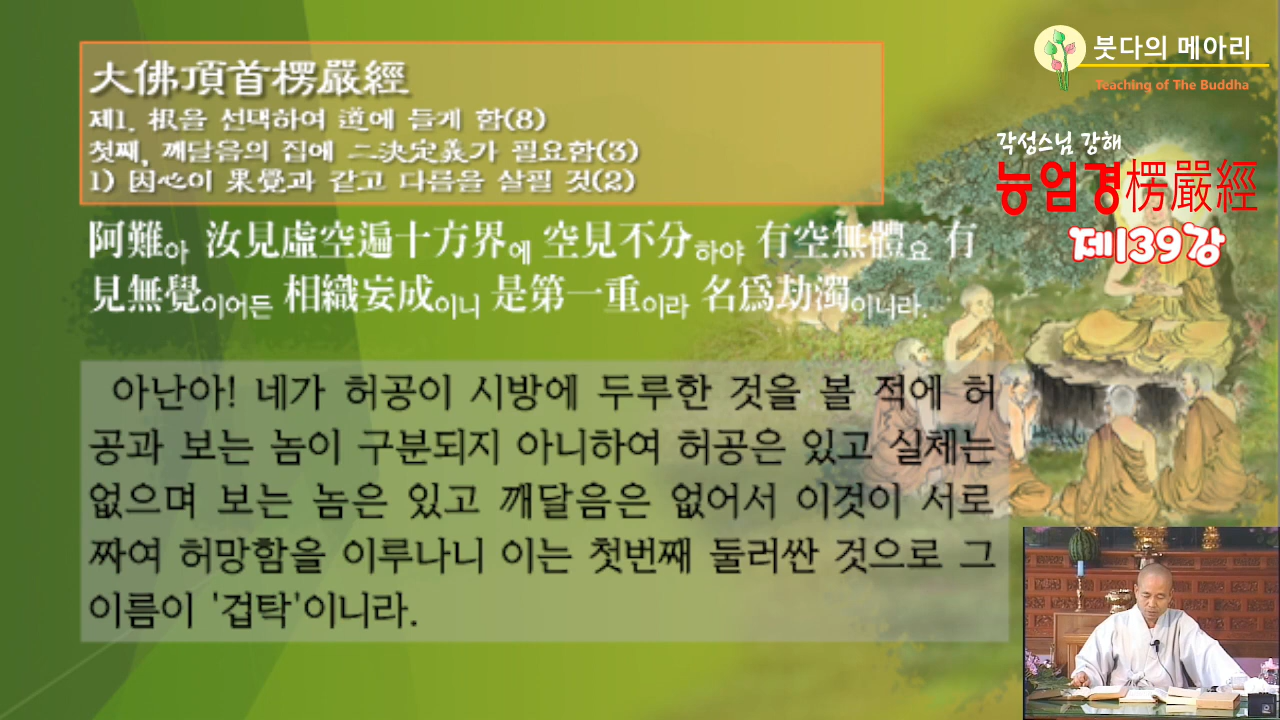 大佛頂首楞嚴經
제1. 根을 선택하여 道에 들게 함(8)
첫째, 깨달음의 집에 二決定義가 필요함(3)
1) 因心이 果覺과 같고 다름을 살필 것(2)
阿難아 汝見虛空遍十方界에 空見不分하야 有空無體요 有
見無覺이어든 相織妄成이니 是第一重이라 名爲劫濁이니라.
아난아! 네가 허공이 시방에 두루한 것을 볼 적에 허
공과 보는 놈이 구분되지 아니하여 허공은 있고 실체는
없으며 보는 놈은 있고 깨달음은 없어서 이것이 서로
짜여 허망함을 이루나니 이는 첫번째 둘러싼 것으로 그
이름이 '겁탁'이니라.
붓다의 메아리
Teaching of The Buddha
각성스님 강해
능엄경楞嚴經
제139강